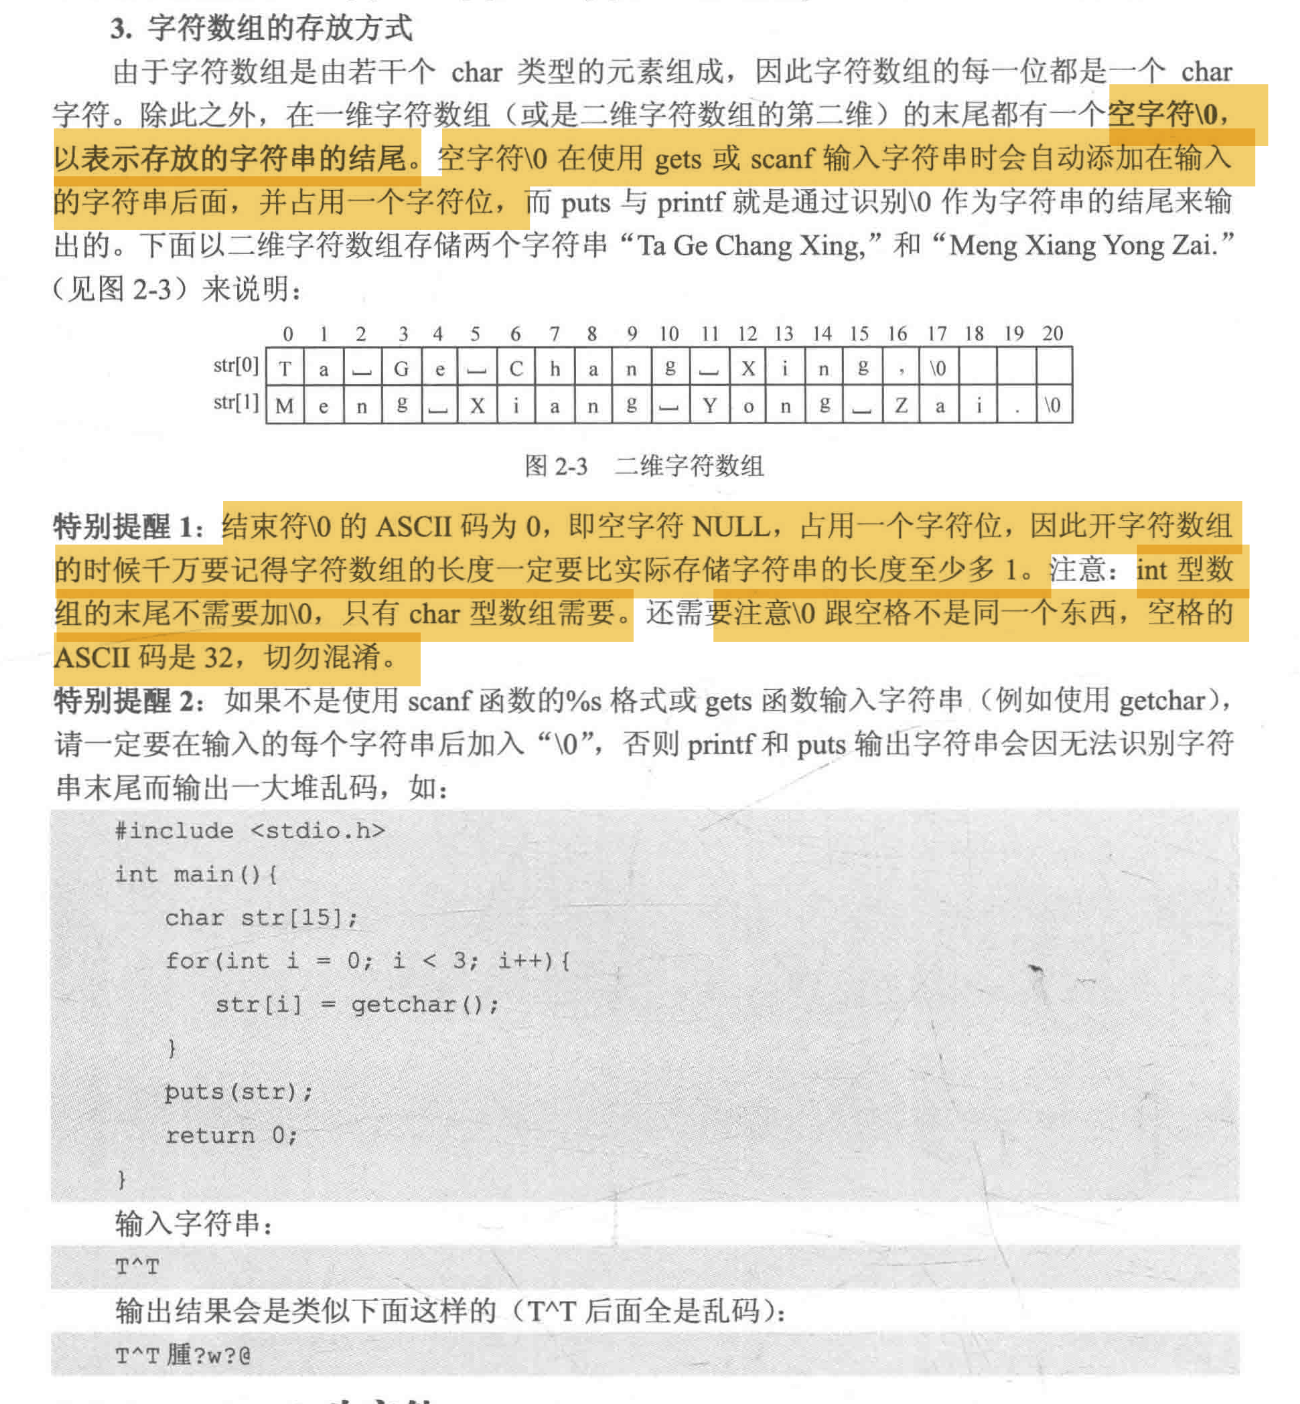 3. 字符数组的存放方式
由于字符数组是由若干个 char 类型的元素组成，因此字符数组的每一位都是一个 char
字符。除此之外，在一维字符数组（或是二维字符数组的第二维）的末尾都有一个空字符\0，
以表示存放的字符串的结尾。空字符\0 在使用 gets 或 scanf 输入字符串时会自动添加在输入
的字符串后面，并占用一个字符位，而 puts 与 printf 就是通过识别\0 作为字符串的结尾来输
出的。下面以二维字符数组存储两个字符串“Ta Ge Chang Xing,”和“Meng Xiang Yong Zai.”
（见图 2-3）来说明：
0 1 2 3 4 5 6 7 8 9 10 11 12 13 14 15 16 17 18 19 20
str[0] T a ⎵ G e ⎵ C h a n g ⎵ X i n g , \0
str[1] M e n g ⎵ X i a n g ⎵ Y o n g ⎵ Z a i . \0
图 2-3 二维字符数组
特别提醒 1：结束符\0 的 ASCII 码为 0，即空字符 NULL，占用一个字符位，因此开字符数组
的时候千万要记得字符数组的长度一定要比实际存储字符串的长度至少多 1。注意：int 型数
组的末尾不需要加\0，只有 char 型数组需要。还需要注意\0 跟空格不是同一个东西，空格的
ASCII 码是 32，切勿混淆。
特别提醒 2：如果不是使用 scanf 函数的%s 格式或 gets 函数输入字符串（例如使用 getchar），
请一定要在输入的每个字符串后加入“\0”，否则 printf 和 puts 输出字符串会因无法识别字符
串末尾而输出一大堆乱码，如：
#include <stdio.h>
int main(){
char str[15];
for(int i = 0; i < 3; i++){
str[i] = getchar();
}
puts(str);
return 0;
}
输入字符串：
T^T
输出结果会是类似下面这样的（T^T 后面全是乱码）：
T^T 腫?w?@